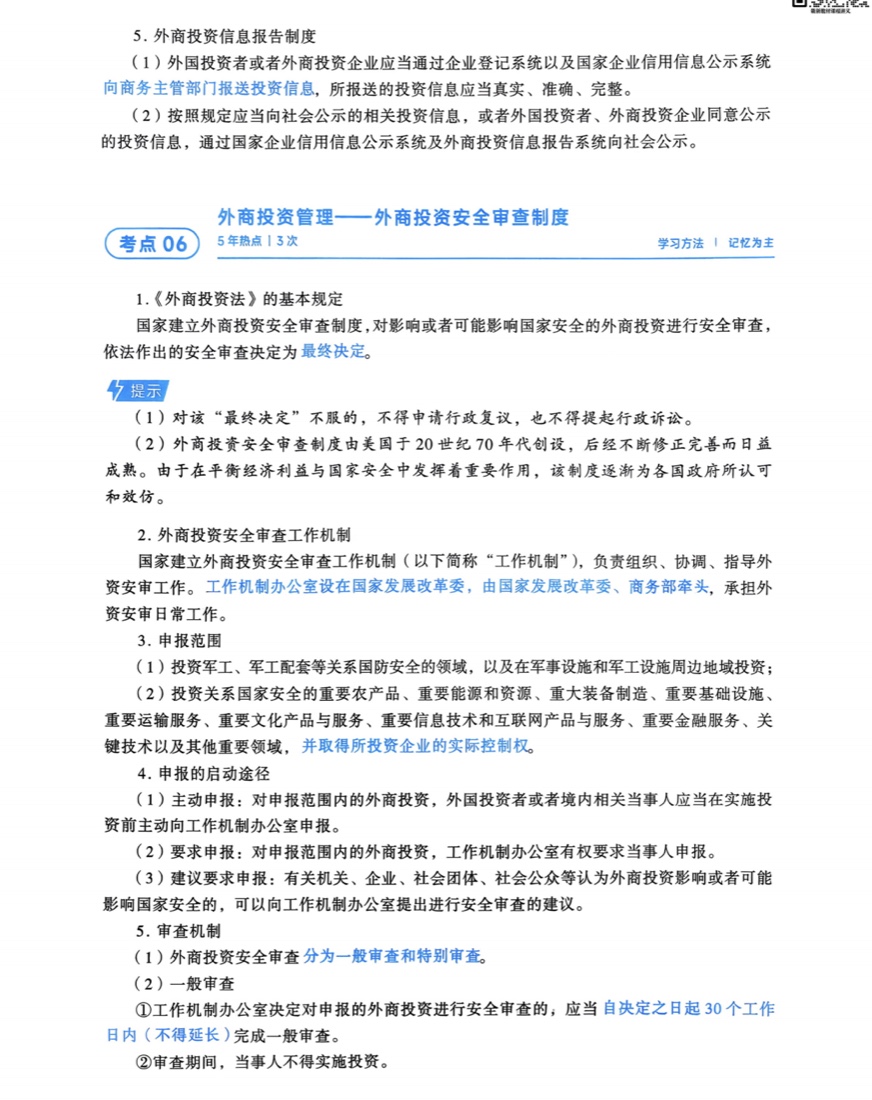 5. 外商投资信息报告制度
（1）外国投资者或者外商投资企业应当通过企业登记系统以及国家企业信用信息公示系统
向商务主管部门报送投资信息，所报送的投资信息应当真实、准确、完整。
（2）按照规定应当向社会公示的相关投资信息，或者外国投资者、外商投资企业同意公示
的投资信息，通过国家企业信用信息公示系统及外商投资信息报告系统向社会公示。
考点 06
外商投资管理——外商投资安全审查制度
5 年热点 | 3 次
学习方法 | 记忆为主
1.《外商投资法》的基本规定
国家建立外商投资安全审查制度，对影响或者可能影响国家安全的外商投资进行安全审查，
依法作出的安全审查决定为最终决定。
提示
（1）对该“最终决定”不服的，不得申请行政复议，也不得提起行政诉讼。
（2）外商投资安全审查制度由美国于 20 世纪 70 年代创设，后经不断修正完善而日益
成熟。由于在平衡经济利益与国家安全中发挥着重要作用，该制度逐渐为各国政府所认可
和效仿。
2. 外商投资安全审查工作机制
国家建立外商投资安全审查工作机制（以下简称“工作机制”），负责组织、协调、指导外
资安审工作。工作机制办公室设在国家发展改革委，由国家发展改革委、商务部牵头，承担外
资安审日常工作。
3. 申报范围
（1）投资军工、军工配套等关系国防安全的领域，以及在军事设施和军工设施周边地域投资；
（2）投资关系国家安全的重要农产品、重要能源和资源、重大装备制造、重要基础设施、
重要运输服务、重要文化产品与服务、重要信息技术和互联网产品与服务、重要金融服务、关
键技术以及其他重要领域，并取得所投资企业的实际控制权。
4. 申报的启动途径
（1）主动申报：对申报范围内的外商投资，外国投资者或者境内相关当事人应当在实施投
资前主动向工作机制办公室申报。
（2）要求申报：对申报范围内的外商投资，工作机制办公室有权要求当事人申报。
（3）建议要求申报：有关机关、企业、社会团体、社会公众等认为外商投资影响或者可能
影响国家安全的，可以向工作机制办公室提出进行安全审查的建议。
5. 审查机制
（1）外商投资安全审查分为一般审查和特别审查。
（2）一般审查
①工作机制办公室决定对申报的外商投资进行安全审查的，应当自决定之日起 30 个工作
日内（不得延长）完成一般审查。
②审查期间，当事人不得实施投资。